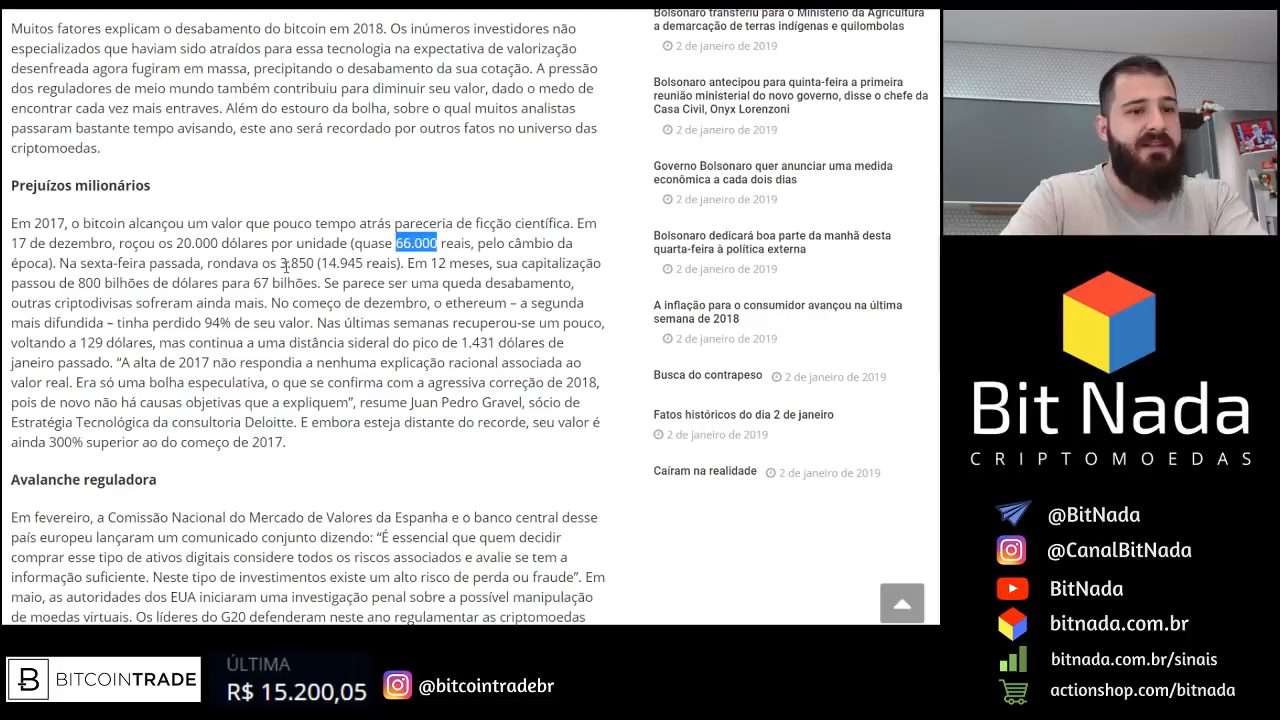 Muitos fatores explicam o desabamento do bitcoin em 2018. Os inúmeros investidores não
especializados que haviam sido atraídos para essa tecnologia na expectativa de valorização
desenfreada agora fugiram em massa, precipitando o desabamento da sua cotação. A pressão
dos reguladores de meio mundo também contribuiu para diminuir seu valor, dado o medo de
encontrar cada vez mais entraves. Além do estouro da bolha, sobre o qual muitos analistas
passaram bastante tempo avisando, este ano será recordado por outros fatos no universo das
criptomoedas.
Prejuízos milionários
Em 2017, o bitcoin alcançou um valor que pouco tempo atrás pareceria de ficção científica. Em
17 de dezembro, roçou os 20.000 dólares por unidade (quase 66.000 reais, pelo câmbio da
época). Na sexta-feira passada, rondava os 3.850 (14.945 reais). Em 12 meses, sua capitalização
passou de 800 bilhões de dólares para 67 bilhões. Se parece ser uma queda desabamento,
outras criptodivisas sofreram ainda mais. No começo de dezembro, o ethereum – a segunda
mais difundida – tinha perdido 94% de seu valor. Nas últimas semanas recuperou-se um pouco,
voltando a 129 dólares, mas continua a uma distância sideral do pico de 1.431 dólares de
janeiro passado. “A alta de 2017 não respondia a nenhuma explicação racional associada ao
valor real. Era só uma bolha especulativa, o que se confirma com a agressiva correção de 2018,
pois de novo não há causas objetivas que a expliquem”, resume Juan Pedro Gravel, sócio de
Estratégia Tecnológica da consultoria Deloitte. E embora esteja distante do recorde, seu valor é
ainda 300% superior ao do começo de 2017.
Avalanche reguladora
Em fevereiro, a Comissão Nacional do Mercado de Valores da Espanha e o banco central desse
país europeu lançaram um comunicado conjunto dizendo: “É essencial que quem decidir
comprar esse tipo de ativos digitais considere todos os riscos associados e avalie se tem a
informação suficiente. Neste tipo de investimentos existe um alto risco de perda ou fraude”. Em
maio, as autoridades dos EUA iniciaram uma investigação penal sobre a possível manipulação
de moedas virtuais. Os líderes do G20 defenderam neste ano regulamentar as criptomoedas
Bolsonaro transferiu para o Ministério da Agricultura
a demarcação de terras indígenas e quilombolas
2 de janeiro de 2019
Bolsonaro antecipou para quinta-feira a primeira
reunião ministerial do novo governo, disse o chefe da
Casa Civil, Onyx Lorenzoni
2 de janeiro de 2019
Governo Bolsonaro quer anunciar uma medida
econômica a cada dois dias
2 de janeiro de 2019
Bolsonaro dedicará boa parte da manhã desta
quarta-feira à política externa
2 de janeiro de 2019
A inflação para o consumidor avançou na última
semana de 2018
2 de janeiro de 2019
Busca do contrapeso 2 de janeiro de 2019
Fatos históricos do dia 2 de janeiro
2 de janeiro de 2019
Caíram na realidade 2 de janeiro de 2019
Bit Nada
CRIPTOMOEDAS
@BitNada
@CanalBitNada
BitNada
bitnada.com.br
bitnada.com.br/sinais
actionshop.com/bitnada
BITCOINTRADE
ÚLTIMA
R$ 15.200,05
@bitcointradebr